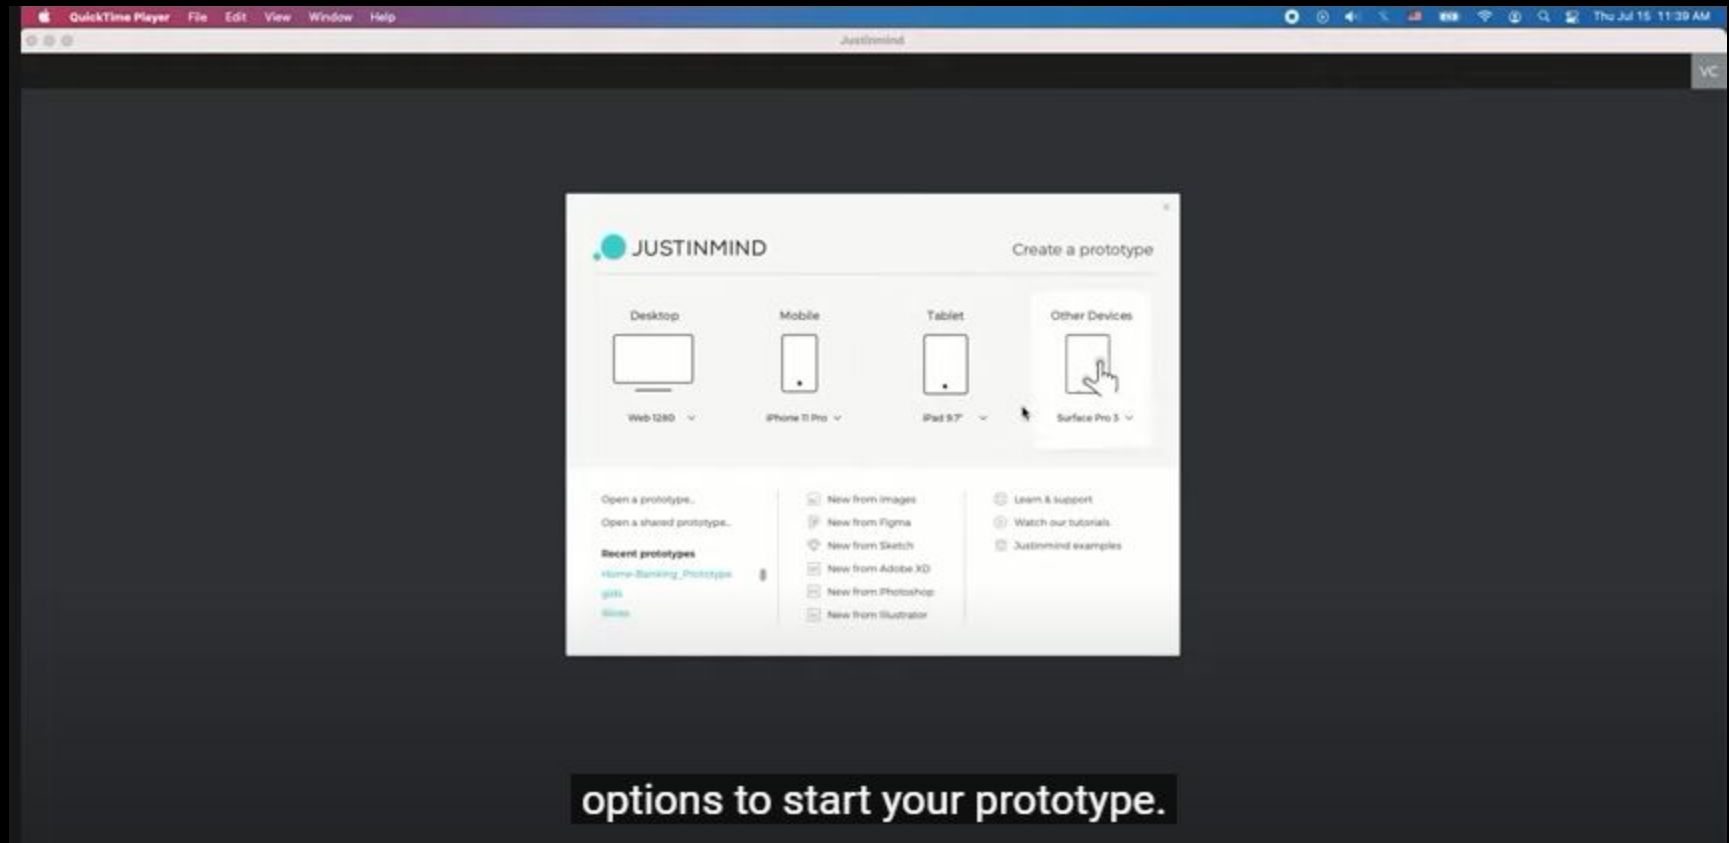 QuickTime Player File Edit View Window Help Thu Jul 15 11:39 AM
Justinmind
VC
JUSTINMIND Create a prototype
Desktop Mobile Tablet Other Devices
Web 1280 iPhone 11 Pro iPad 9.7" Surface Pro 3
Open a prototype... New from images Learn & support
Open a shared prototype... New from Figma Watch our tutorials
New from Sketch Justinmind examples
Recent prototypes
Home-Banking_Prototype New from Adobe XD
New from Photoshop
New from Illustrator
options to start your prototype.